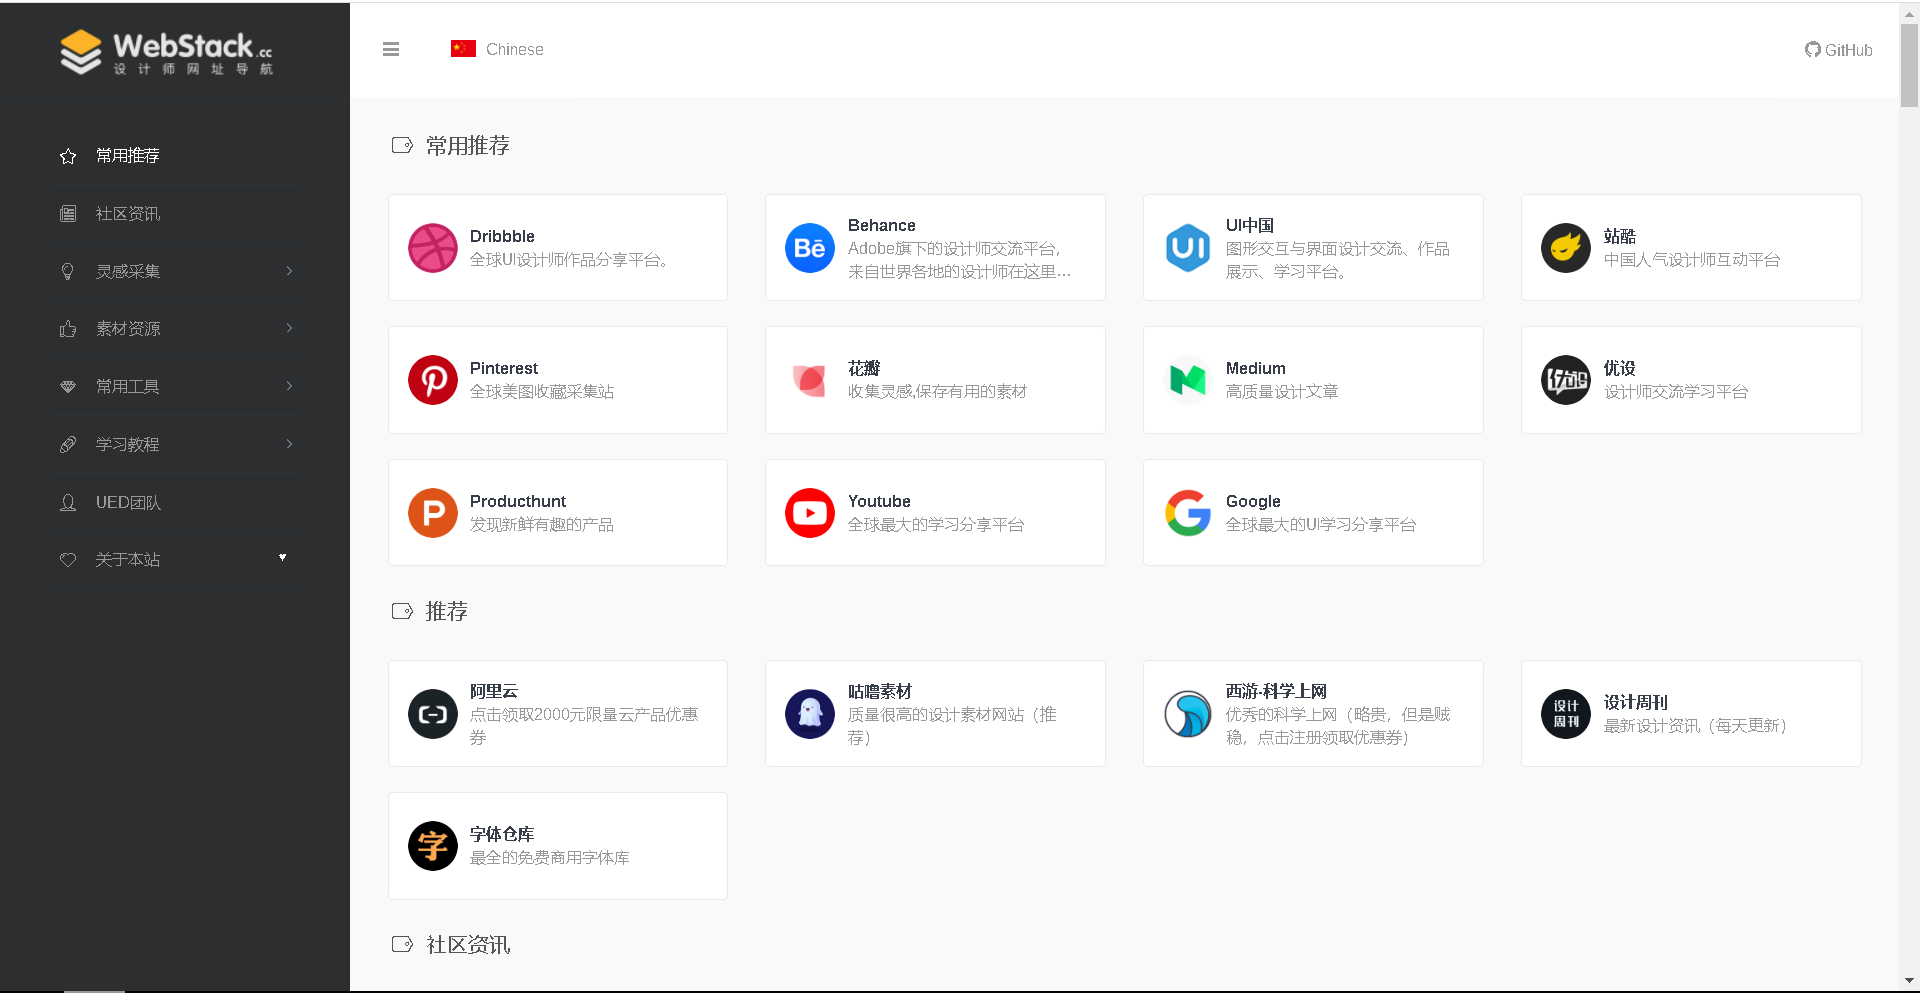 WebStack.cc
设计师网址导航
Chinese
GitHub
常用推荐
社区资讯
灵感采集
素材资源
常用工具
学习教程
UED团队
关于本站
常用推荐
Dribbble
全球UI设计师作品分享平台。
Behance
Adobe旗下的设计师交流平台,
来自世界各地的设计师在这里...
UI中国
图形交互与界面设计交流、作品
展示、学习平台。
站酷
中国人气设计师互动平台
Pinterest
全球美图收藏采集站
花瓣
收集灵感,保存有用的素材
Medium
高质量设计文章
优设
优设
设计师交流学习平台
Producthunt
发现新鲜有趣的产品
Youtube
全球最大的学习分享平台
Google
全球最大的UI学习分享平台
推荐
阿里云
点击领取2000元限量云产品优惠
券
咕噜素材
质量很高的设计素材网站（推
荐）
西游-科学上网
优秀的科学上网（略贵，但是贼
稳，点击注册领取优惠券）
设计
周刊
设计周刊
最新设计资讯（每天更新）
字
字体仓库
最全的免费商用字体库
社区资讯